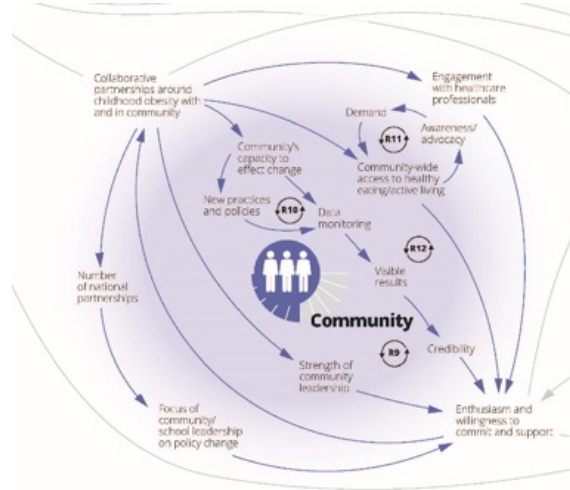 Collaborative
partnerships around
childhood obesity with
and in community
Engagement
with healthcare
professionals
Demand
R11
Awareness/
advocacy
Community's
capacity to
effect change
Community-wide
access to healthy
eating/active living
New practices
and policies
R10
Data
monitoring
R12
Number
of national
partnerships
Visible
results
Community
R9
Credibility
Strength of
community
leadership
Focus of
community/
school leadership
on policy change
Enthusiasm and
willingness to
commit and support